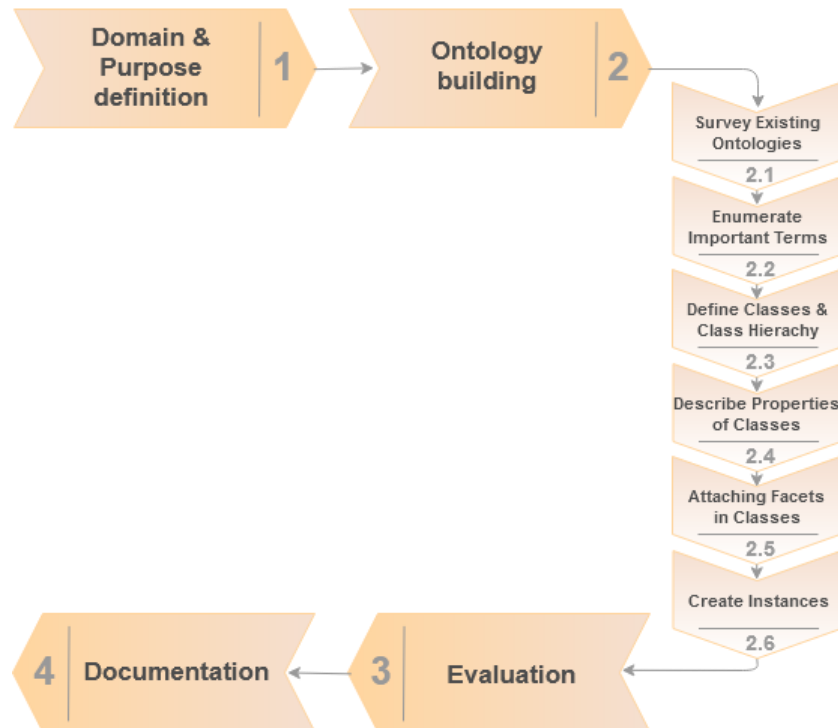 Domain &
Purpose
definition
1
Ontology
building
2
Survey Existing
Ontologies
2.1
Enumerate
Important Terms
2.2
Define Classes &
Class Hierachy
2.3
Describe Properties
of Classes
2.4
Attaching Facets
in Classes
2.5
Create Instances
2.6
3
Evaluation
4
Documentation